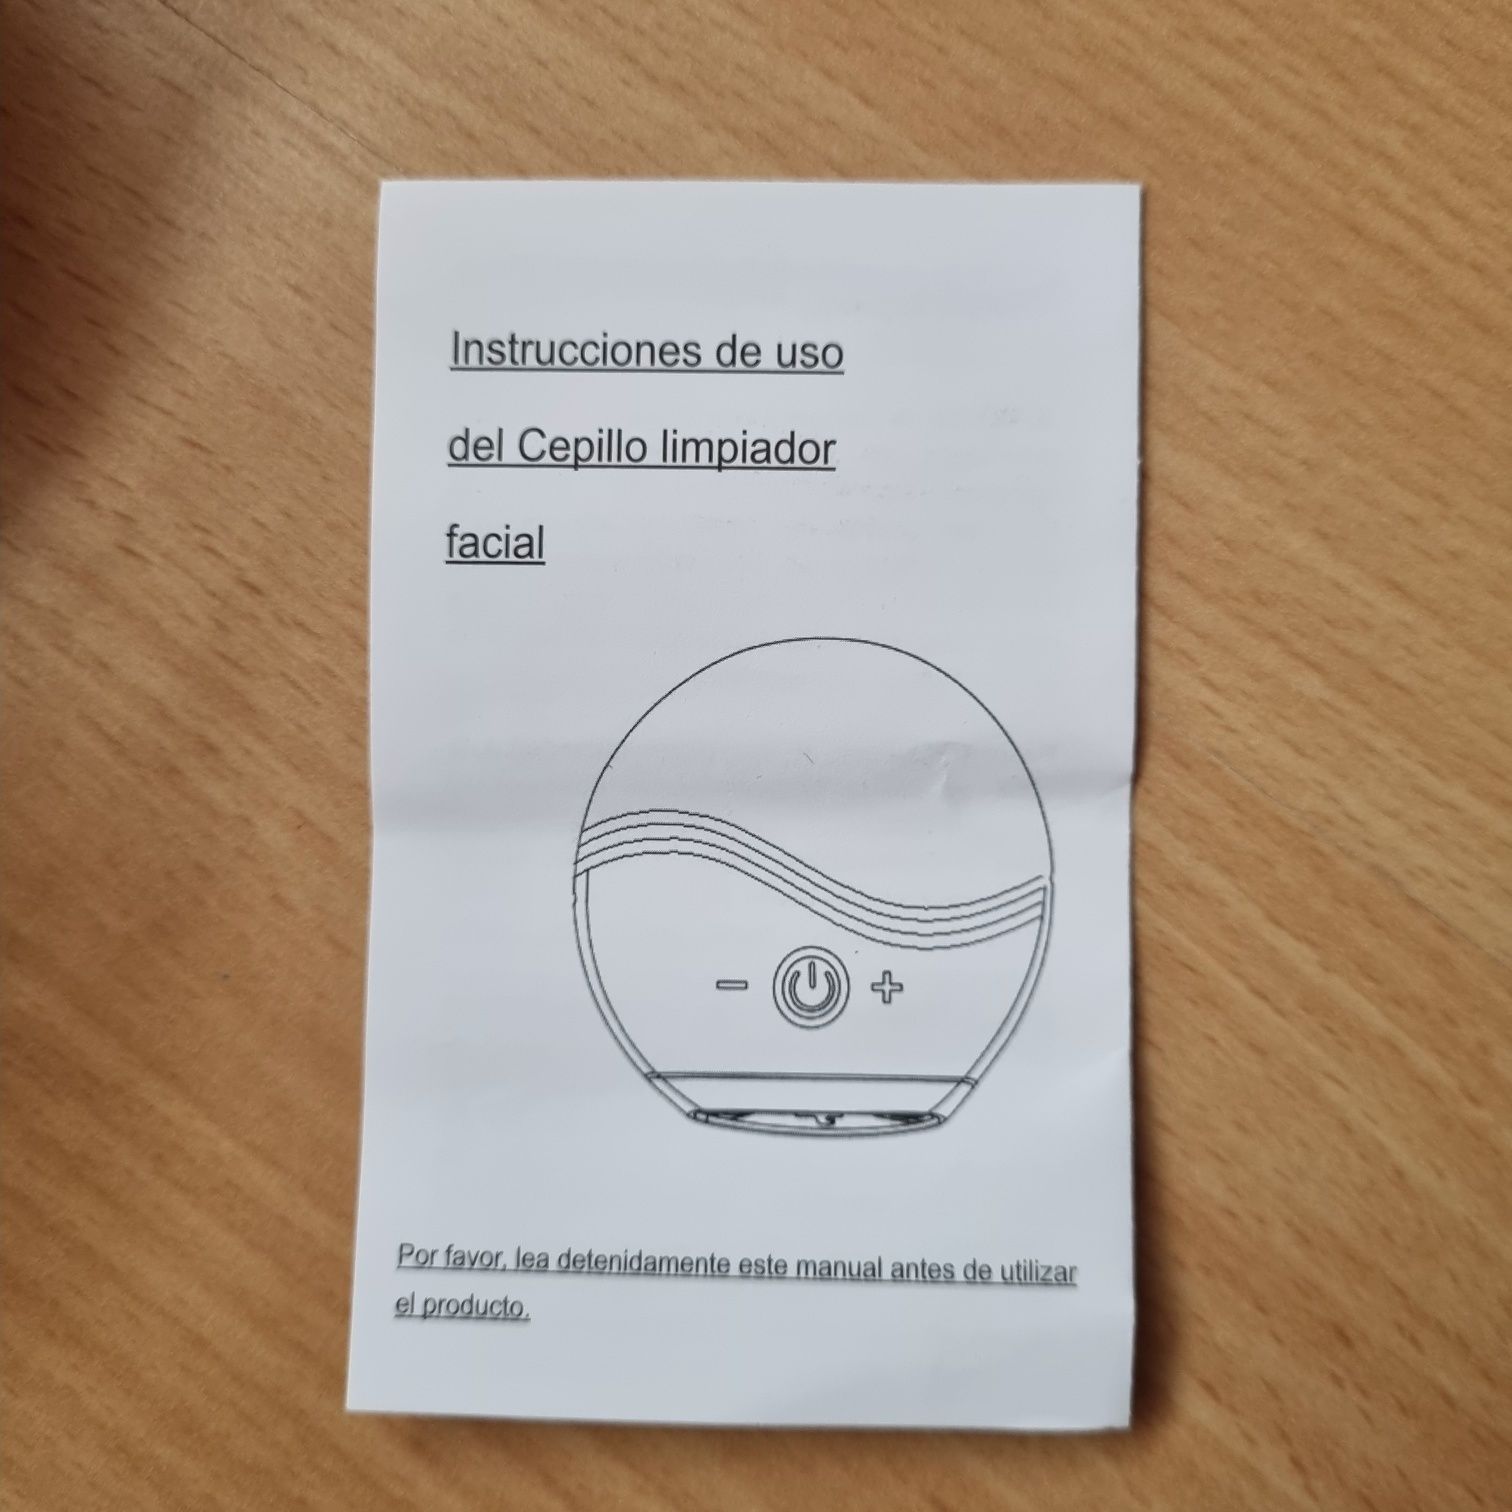 Instrucciones de uso
del Cepillo limpiador
facial
Por favor, lea detenidamente este manual antes de utilizar
el producto.